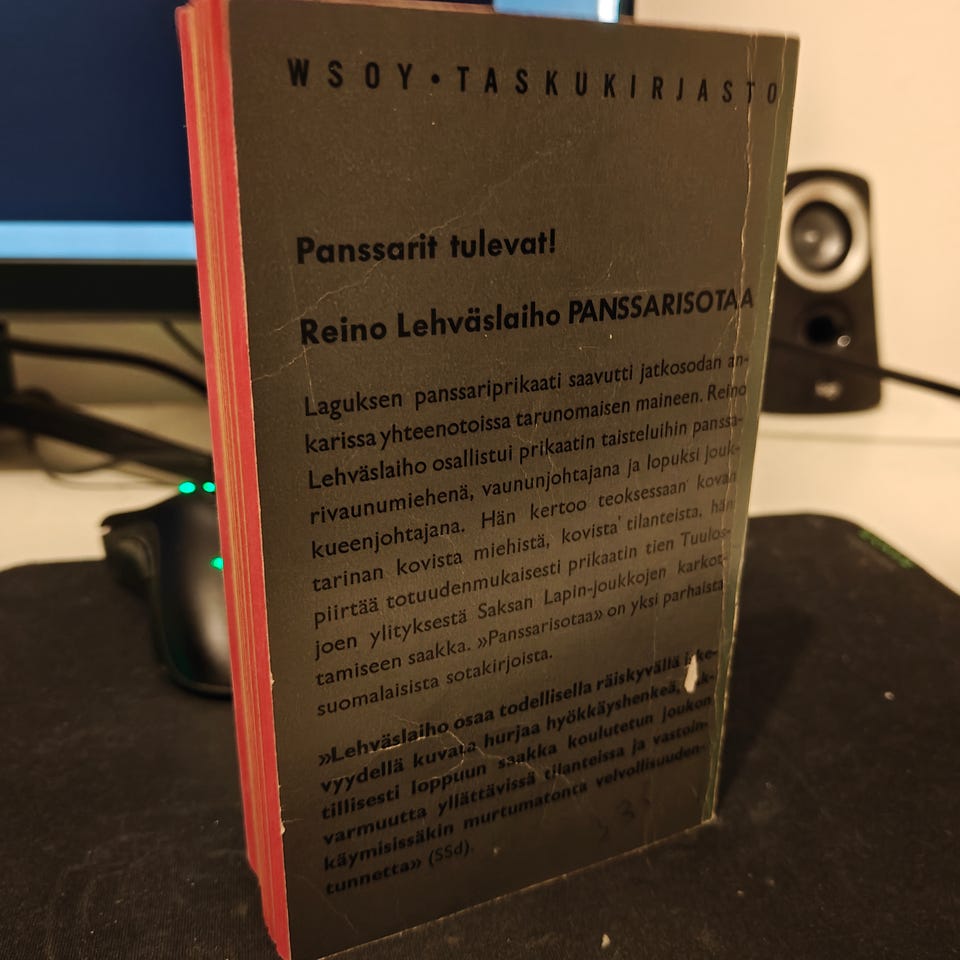 WSOY•TASKUKIRJASTO
Panssarit tulevat!
Reino Lehväslaiho PANSSARISOTAA
Laguksen panssariprikaati saavutti jatkosodan an-
karissa yhteenotoissa tarunomaisen maineen. Reino
Lehväslaiho osallistui prikaatin taisteluihin panssa-
rivaunumiehenä, vaununjohtajana ja lopuksi jouk-
kueenjohtajana. Hän kertoo teoksessaan kovan
tarinan kovista miehistä, kovista tilanteista, hän
piirtää totuudenmukaisesti prikaatin tien Tuulos-
joen ylityksestä Saksan Lapin-joukkojen karkot-
tamiseen saakka. »Panssarisotaa» on yksi parhaista
suomalaisista sotakirjoista.
»Lehväslaiho osaa todellisella räiskyvällä ke-
vyydellä kuvata hurjaa hyökkäyshenkeä,
tillisesti loppuun saakka koulutetun joukon
varmuutta yllättävissä tilanteissa ja vastoin-
käymisissäkin murtumatonta velvollisuuden-
tunnetta» (SSd).